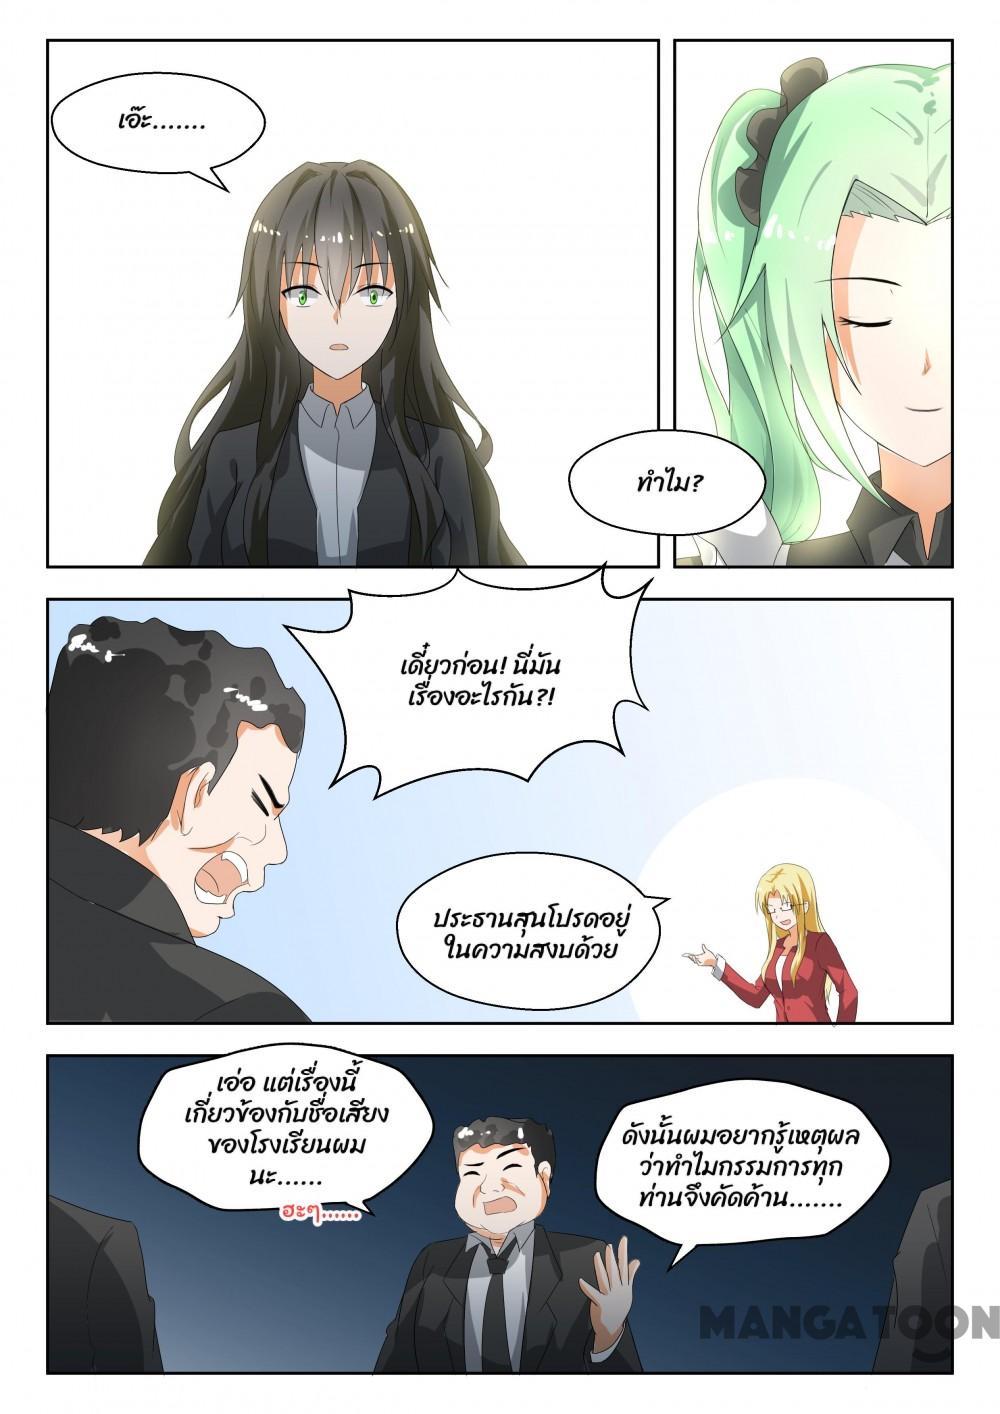 เอ๊ะ.......
ทำไม?
เดี๋ยวก่อน! นี่มัน
เรื่องอะไรกัน?!
ประธานสุนโปรดอยู่
ในความสงบด้วย
เอ่อ แต่เรื่องนี้
เกี่ยวข้องกับชื่อเสียง
ของโรงเรียนผม
นะ......
ฮะๆ......
ดังนั้นผมอยากรู้เหตุผล
ว่าทำไมกรรมการทุก
ท่านจึงคัดค้าน.......
MANGATOON